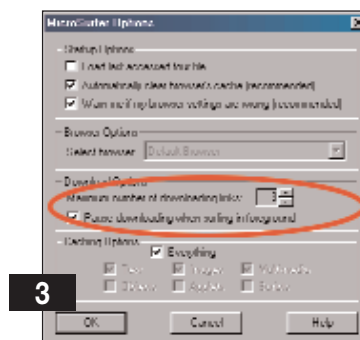 MicroSurfer Options
Startup Options
Load last accessed tour file
Automatically clear browser's cache (recommended)
Warn me if my browser settings are wrong (recommended)
Browser Options
Select browser Default Browser
Download Options
Maximum number of downloading links: 3
Pause downloading when surfing in foreground
Caching Options
Everything
Text Images Multimedia
Applets
3
OK Cancel Help